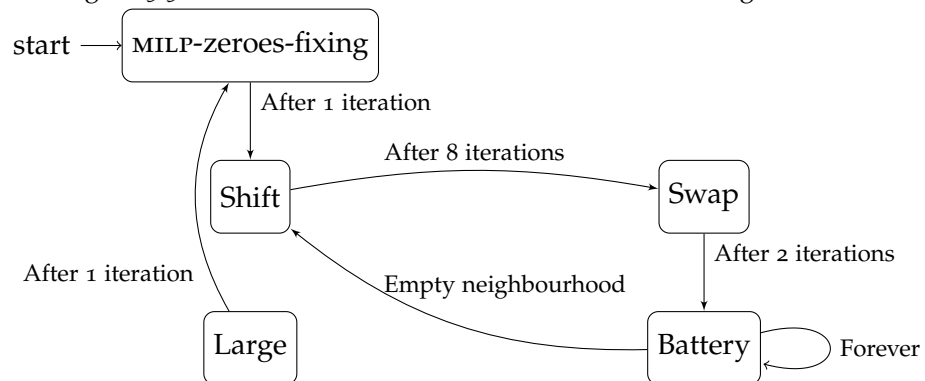 start
MILP-zeroes-fixing
After 1 iteration
After 8 iterations
Shift
Swap
After 2 iterations
After 1 iteration
Empty neighbourhood
Large
Battery
Forever